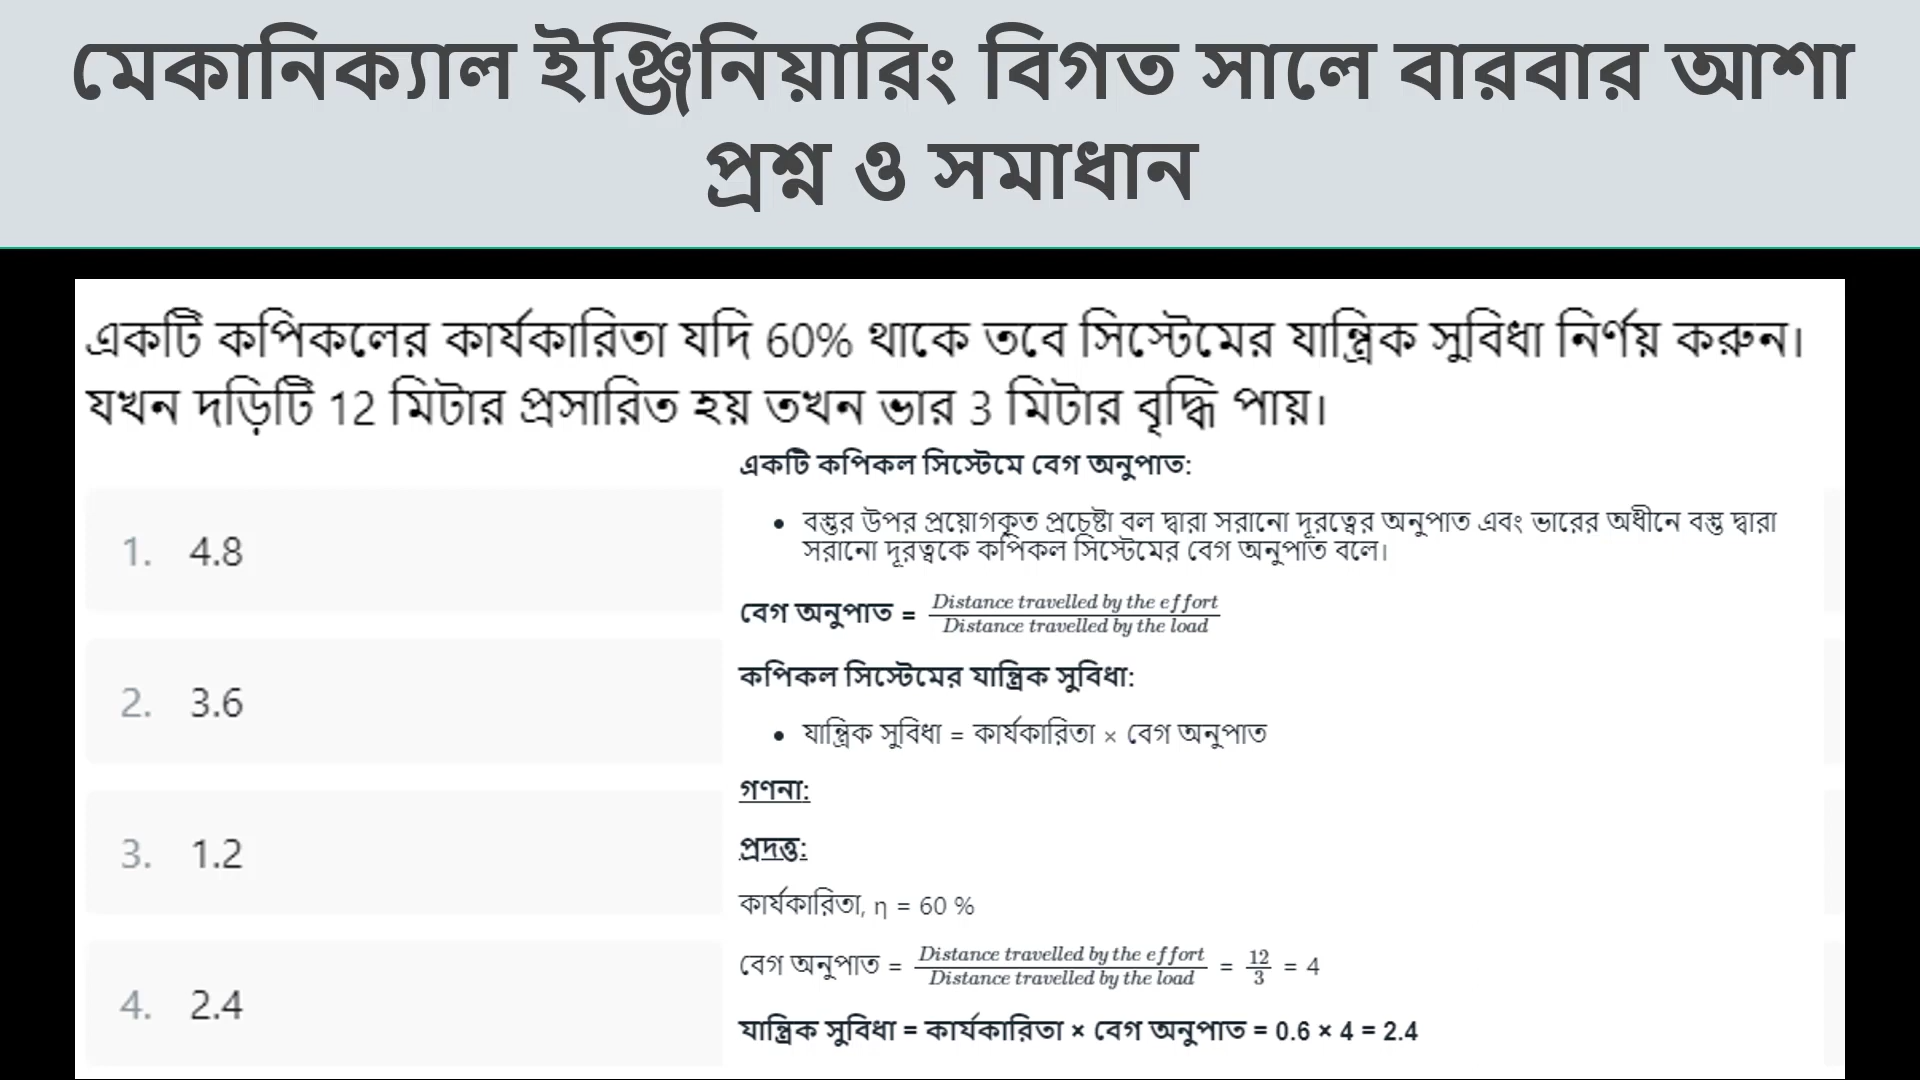 মেকানিক্যাল ইঞ্জিনিয়ারিং বিগত সালে বারবার আশা
প্রশ্ন ও সমাধান
একটি কপিকলের কার্যকারিতা যদি 60% থাকে তবে সিস্টেমের যান্ত্রিক সুবিধা নির্ণয় করুন।
যখন দড়িটি 12 মিটার প্রসারিত হয় তখন ভার 3 মিটার বৃদ্ধি পায়।
1. 4.8
2. 3.6
3. 1.2
4. 2.4
একটি কপিকল সিস্টেমে বেগ অনুপাত:
• বস্তুর উপর প্রয়োগকৃত প্রচেষ্টা বল দ্বারা সরানো দূরত্বের অনুপাত এবং ভারের অধীনে বস্তু দ্বারা
সরানো দূরত্বকে কপিকল সিস্টেমের বেগ অনুপাত বলে।
বেগ অনুপাত = Distance travelled by the effort / Distance travelled by the load
কপিকল সিস্টেমের যান্ত্রিক সুবিধা:
• যান্ত্রিক সুবিধা = কার্যকারিতা × বেগ অনুপাত
গণনা:
প্রদত্ত:
কার্যকারিতা, η = 60 %
বেগ অনুপাত = Distance travelled by the effort / Distance travelled by the load = 12/3 = 4
যান্ত্রিক সুবিধা = কার্যকারিতা × বেগ অনুপাত = 0.6 × 4 = 2.4